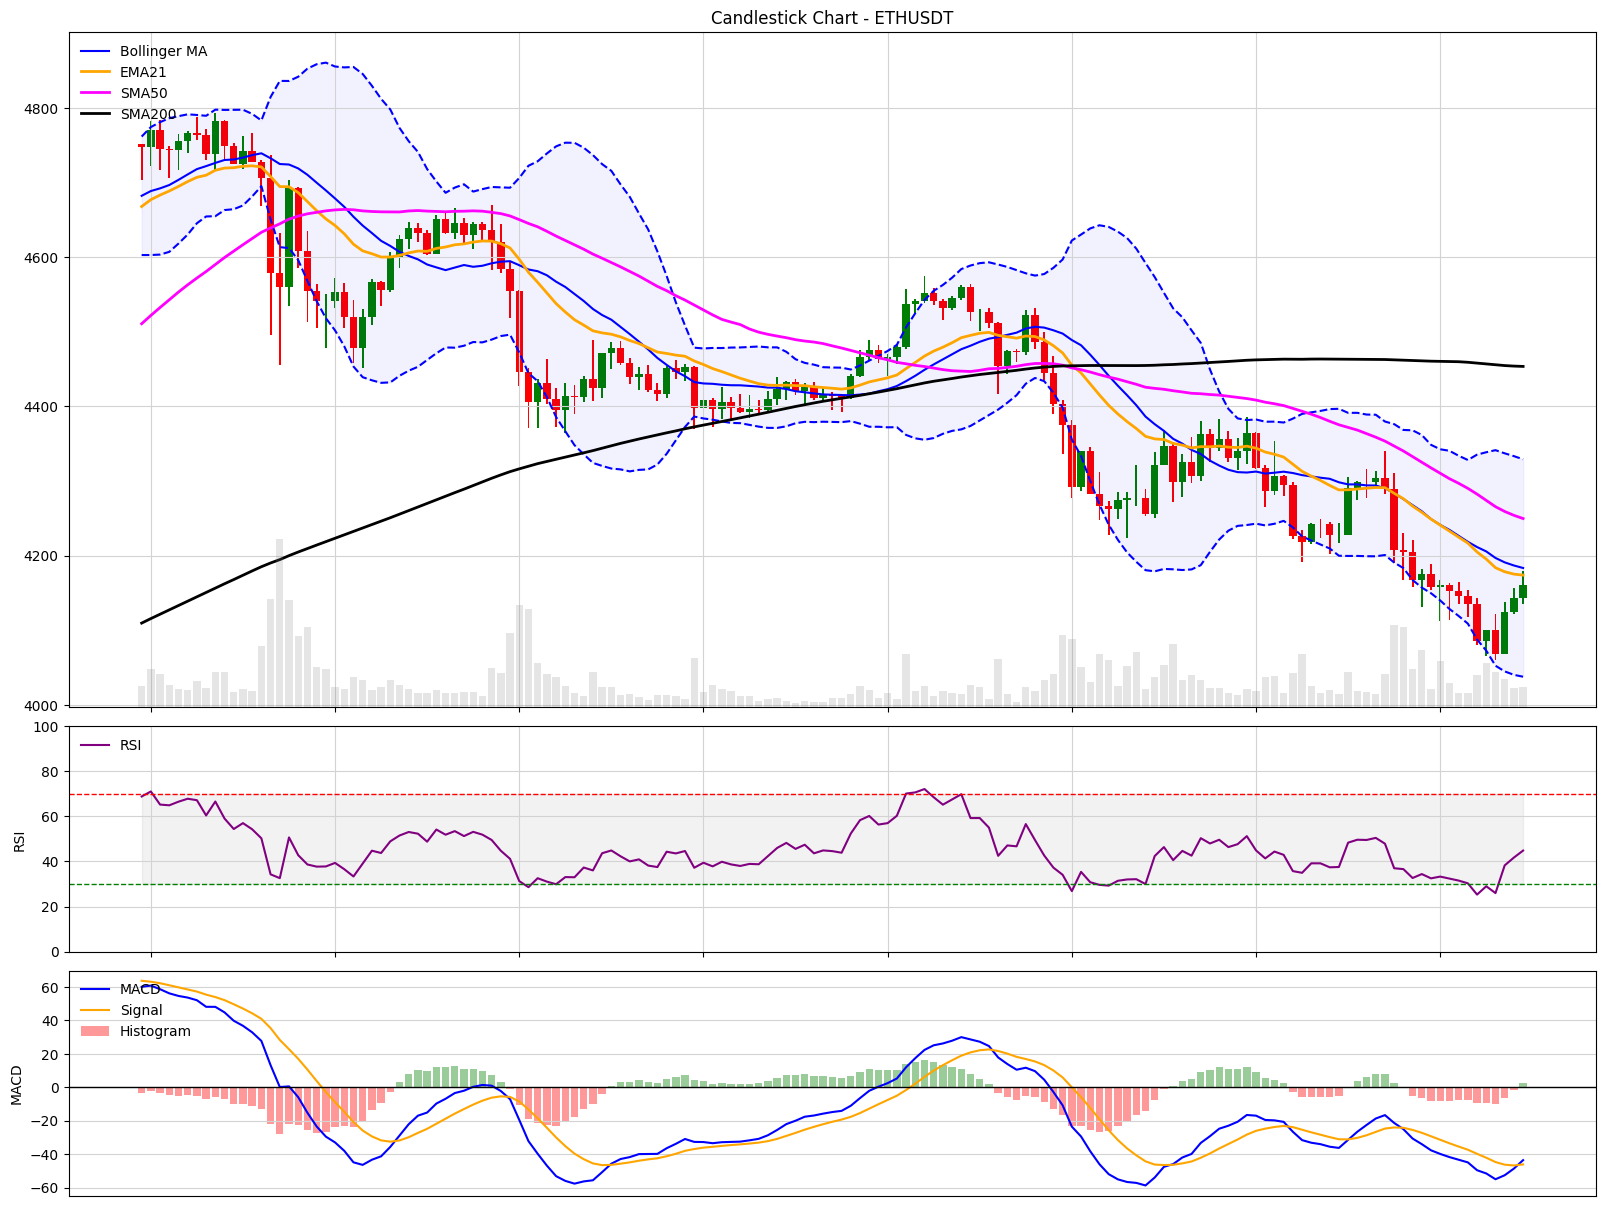 Candlestick Chart - ETHUSDT
Bollinger MA
EMA21
SMA50
SMA200
4800
4600
4400
4200
4000
RSI
RSI
100
80
60
40
20
0
MACD
Signal
Histogram
MACD
60
40
20
0
−20
−40
−60